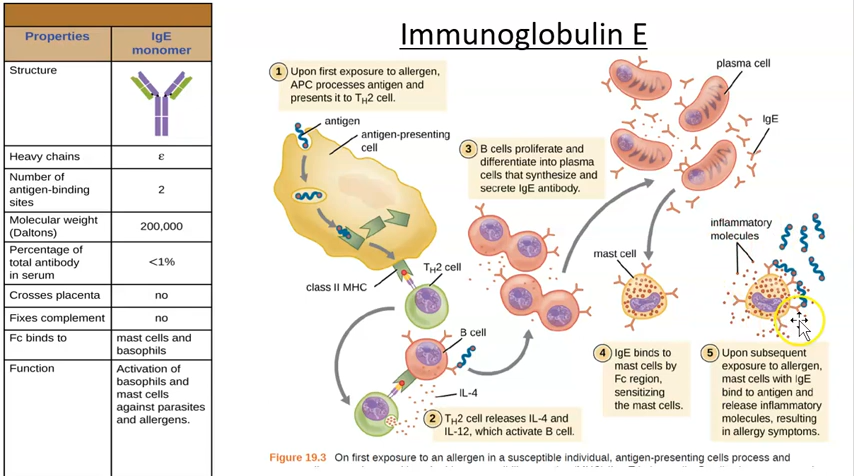 Immunoglobulin E
Properties
IgE
monomer
Structure
Heavy chains
ε
Number of
antigen-binding
sites
2
Molecular weight
(Daltons)
200,000
Percentage of
total antibody
in serum
<1%
Crosses placenta
no
Fixes complement
no
Fc binds to
mast cells and
basophils
Function
Activation of
basophils and
mast cells
against parasites
and allergens.
1
Upon first exposure to allergen,
APC processes antigen and
presents it to TH2 cell.
antigen
antigen-presenting
cell
class II MHC
TH2 cell
B cell
IL-4
2
TH2 cell releases IL-4 and
IL-12, which activate B cell.
3
B cells proliferate and
differentiate into plasma
cells that synthesize and
secrete IgE antibody.
plasma cell
IgE
mast cell
inflammatory
molecules
4
IgE binds to
mast cells by
Fc region,
sensitizing
the mast cells.
5
Upon subsequent
exposure to allergen,
mast cells with IgE
bind to antigen and
release inflammatory
molecules, resulting
in allergy symptoms.
Figure 19.3 On first exposure to an allergen in a susceptible individual, antigen-presenting cells process and